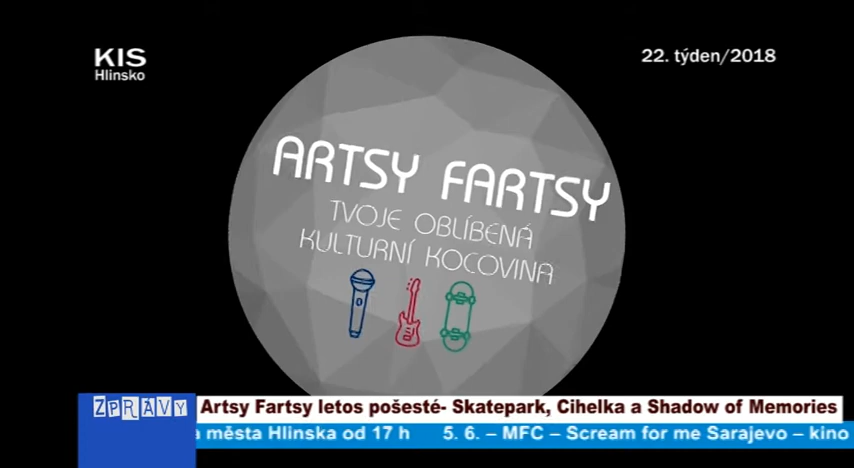 KIS
Hlinsko
22. týden/2018
ARTSY FARTSY
TVOJE OBLÍBENÁ
KULTURNÍ KOCOVINA
ZPRÁVY
Artsy Fartsy letos pošesté- Skatepark, Cihelka a Shadow of Memories
a města Hlinska od 17 h 5. 6. – MFC – Scream for me Sarajevo – kino